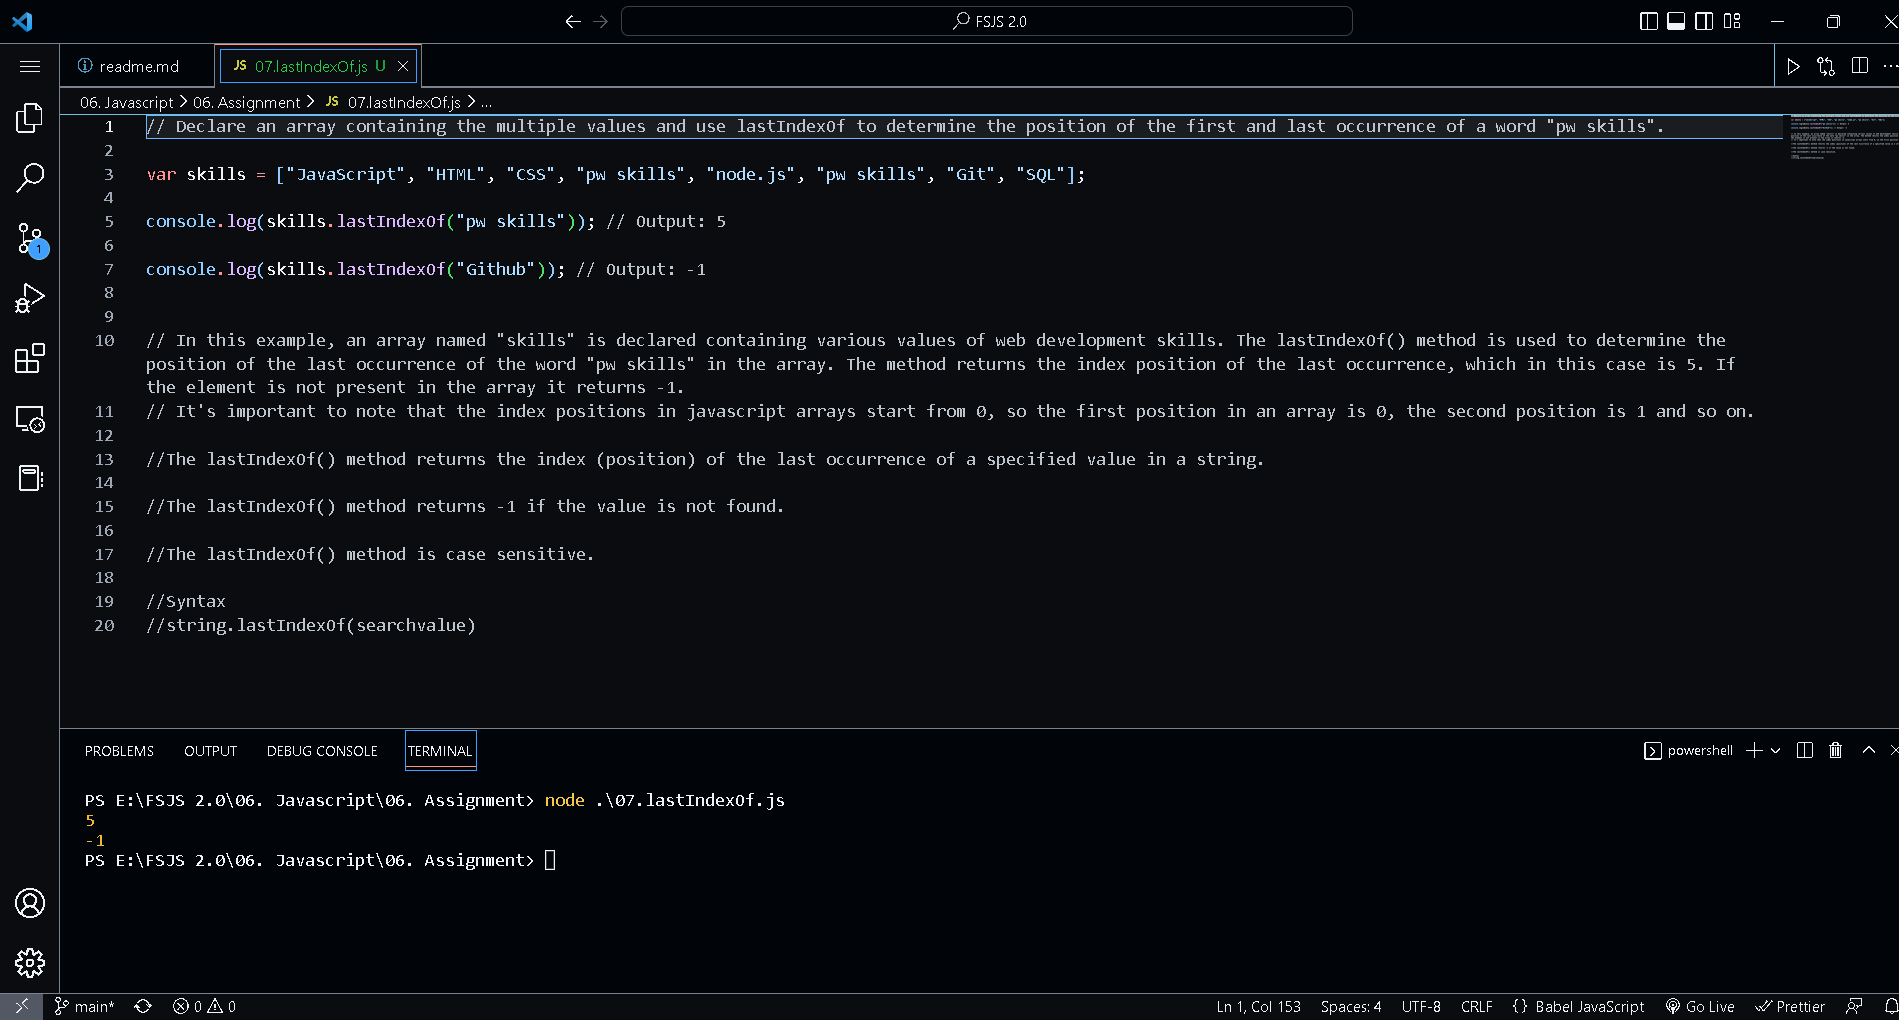 FSJS 2.0
readme.md
JS 07.lastIndexOf.js U
06. Javascript > 06. Assignment > JS 07.lastIndexOf.js > ...
1 // Declare an array containing the multiple values and use lastIndexOf to determine the position of the first and last occurrence of a word "pw skills".
2
3 var skills = ["JavaScript", "HTML", "CSS", "pw skills", "node.js", "pw skills", "Git", "SQL"];
4
5 console.log(skills.lastIndexOf("pw skills")); // Output: 5
6
7 console.log(skills.lastIndexOf("Github")); // Output: -1
8
9
10 // In this example, an array named "skills" is declared containing various values of web development skills. The lastIndexOf() method is used to determine the
position of the last occurrence of the word "pw skills" in the array. The method returns the index position of the last occurrence, which in this case is 5. If
the element is not present in the array it returns -1.
11 // It's important to note that the index positions in javascript arrays start from 0, so the first position in an array is 0, the second position is 1 and so on.
12
13 //The lastIndexOf() method returns the index (position) of the last occurrence of a specified value in a string.
14
15 //The lastIndexOf() method returns -1 if the value is not found.
16
17 //The lastIndexOf() method is case sensitive.
18
19 //Syntax
20 //string.lastIndexOf(searchvalue)
1
PROBLEMS OUTPUT DEBUG CONSOLE TERMINAL
powershell
PS E:\FSJS 2.0\06. Javascript\06. Assignment> node .\07.lastIndexOf.js
5
-1
PS E:\FSJS 2.0\06. Javascript\06. Assignment>
main* 0 0 Ln 1, Col 153 Spaces: 4 UTF-8 CRLF {} Babel JavaScript Go Live Prettier